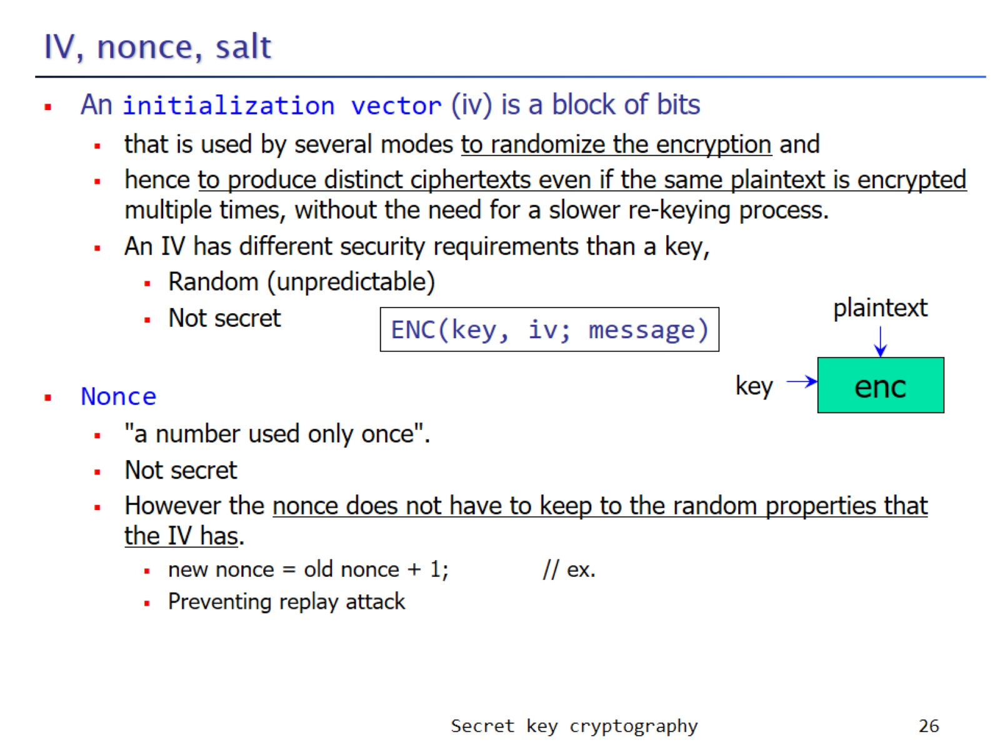 IV, nonce, salt
An initialization vector (iv) is a block of bits
that is used by several modes to randomize the encryption and
hence to produce distinct ciphertexts even if the same plaintext is encrypted
multiple times, without the need for a slower re-keying process.
An IV has different security requirements than a key,
Random (unpredictable)
Not secret
ENC(key, iv; message)
plaintext
key
enc
Nonce
"a number used only once".
Not secret
However the nonce does not have to keep to the random properties that
the IV has.
new nonce = old nonce + 1; // ex.
Preventing replay attack
Secret key cryptography
26